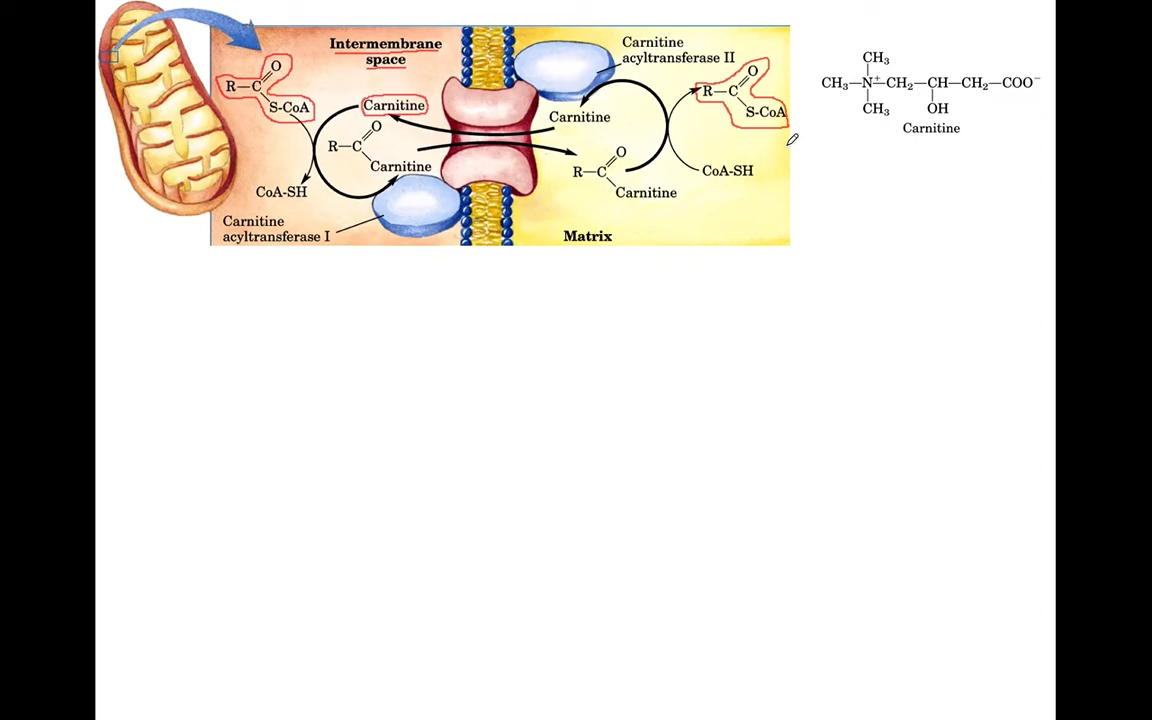 Intermembrane
space
Carnitine
acyltransferase II
R—C
O
S-CoA
Carnitine
R—C
O
Carnitine
CoA-SH
Carnitine
acyltransferase I
Carnitine
R—C
O
Carnitine
R—C
O
S-CoA
CoA-SH
Matrix
CH₃
CH₃—N⁺—CH₂—CH—CH₂—COO⁻
CH₃ OH
Carnitine